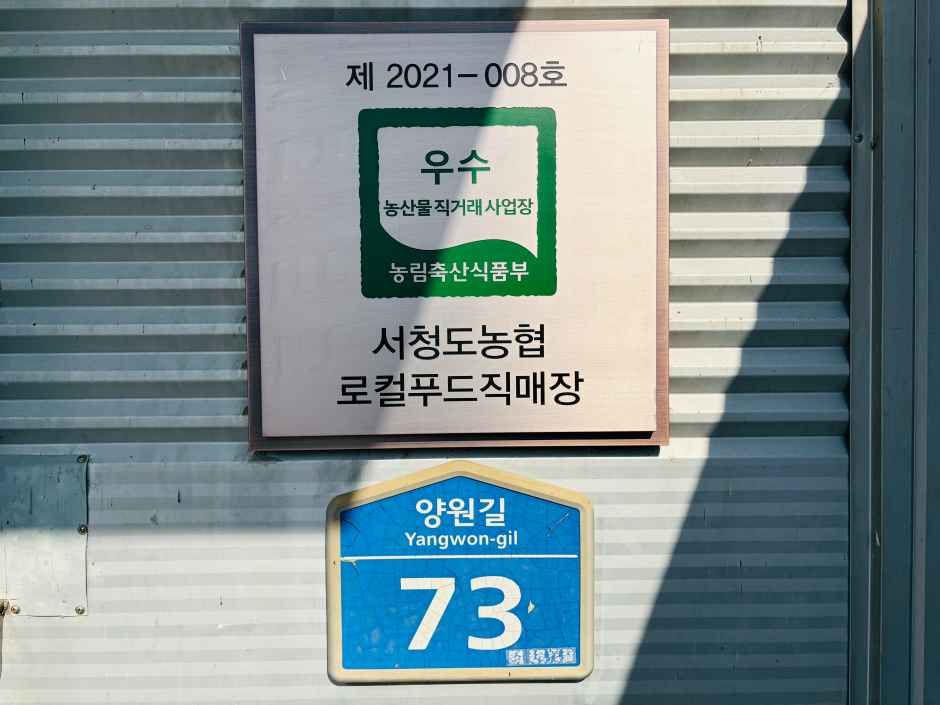 제 2021-008호
우수
농산물 직거래 사업장
농림축산식품부
서청도농협
로컬푸드직매장
양원길
Yangwon-gil
73